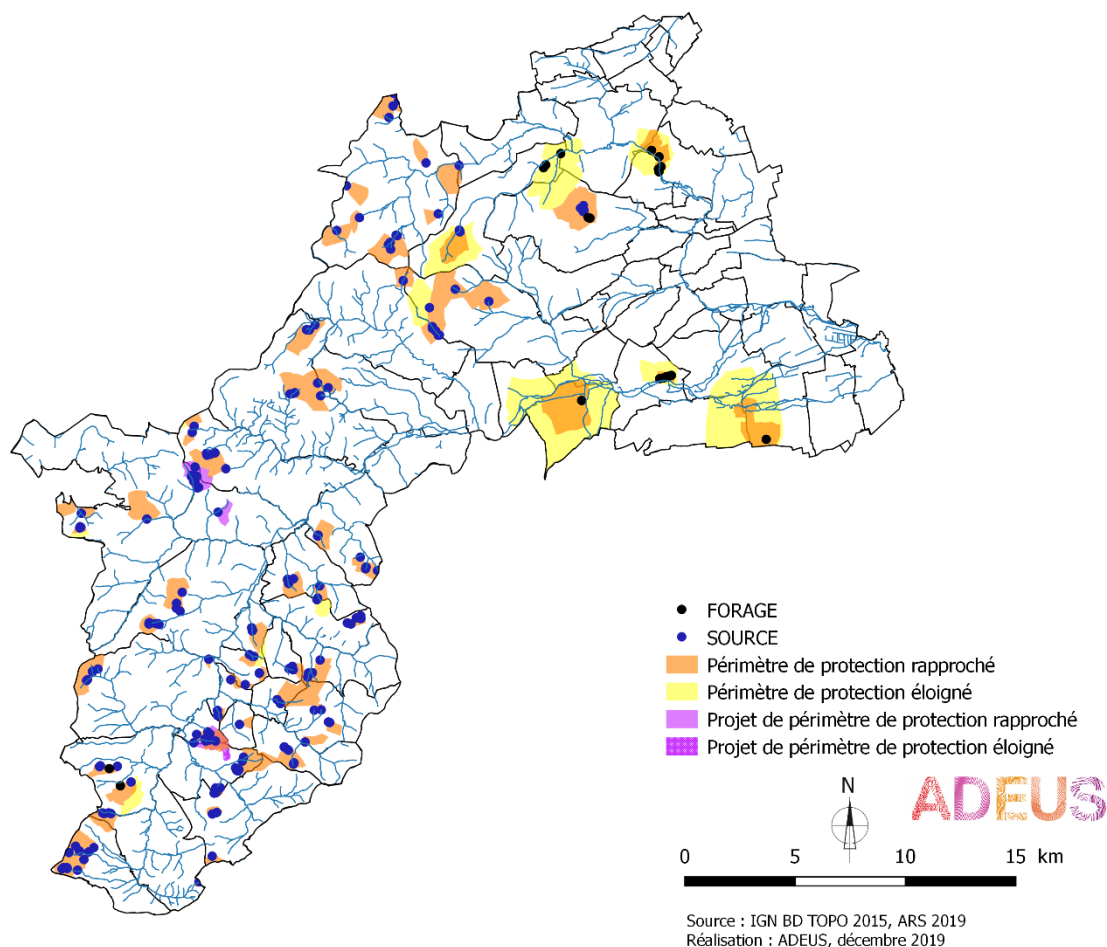 FORAGE
SOURCE
Périmètre de protection rapproché
Périmètre de protection éloigné
Projet de périmètre de protection rapproché
Projet de périmètre de protection éloigné
N
ADEUS
0 5 10 15 km
Source : IGN BD TOPO 2015, ARS 2019
Réalisation : ADEUS, décembre 2019